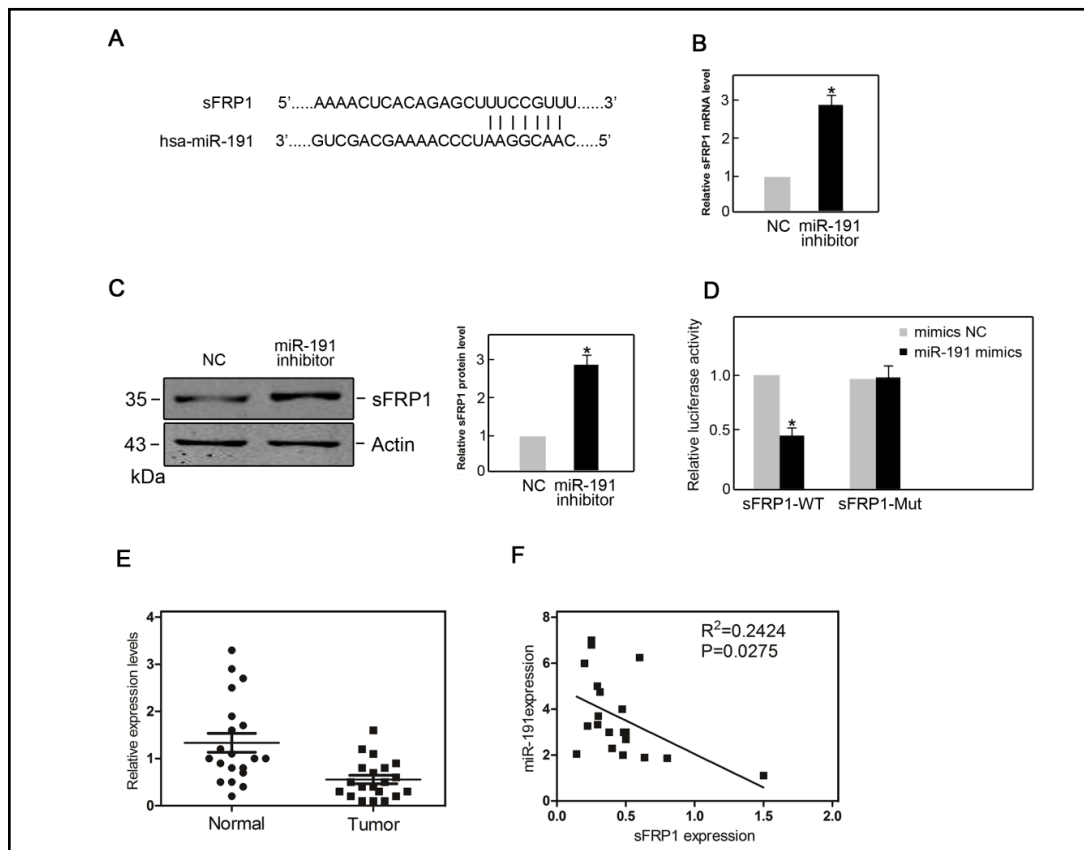 A
sFRP1 5’.....AAAACUCACAGAGCUUUCCGUUU......3’
hsa-miR-191 3’....GUCGACGAAAACCCUAAGGCAAC.....5’
B
Relative sFRP1 mRNA level
3
2
1
0
*
NC miR-191
inhibitor
C
NC miR-191
inhibitor
35 sFRP1
43 Actin
kDa
Relative sFRP1 protein level
3
2
1
0
*
NC miR-191
inhibitor
D
Relative luciferase activity
1.0
0.5
0
mimics NC
miR-191 mimics
*
sFRP1-WT sFRP1-Mut
E
Relative expression levels
4
3
2
1
0
Normal Tumor
F
miR-191expression
8
6
4
2
0
R²=0.2424
P=0.0275
0.0 0.5 1.0 1.5 2.0
sFRP1 expression